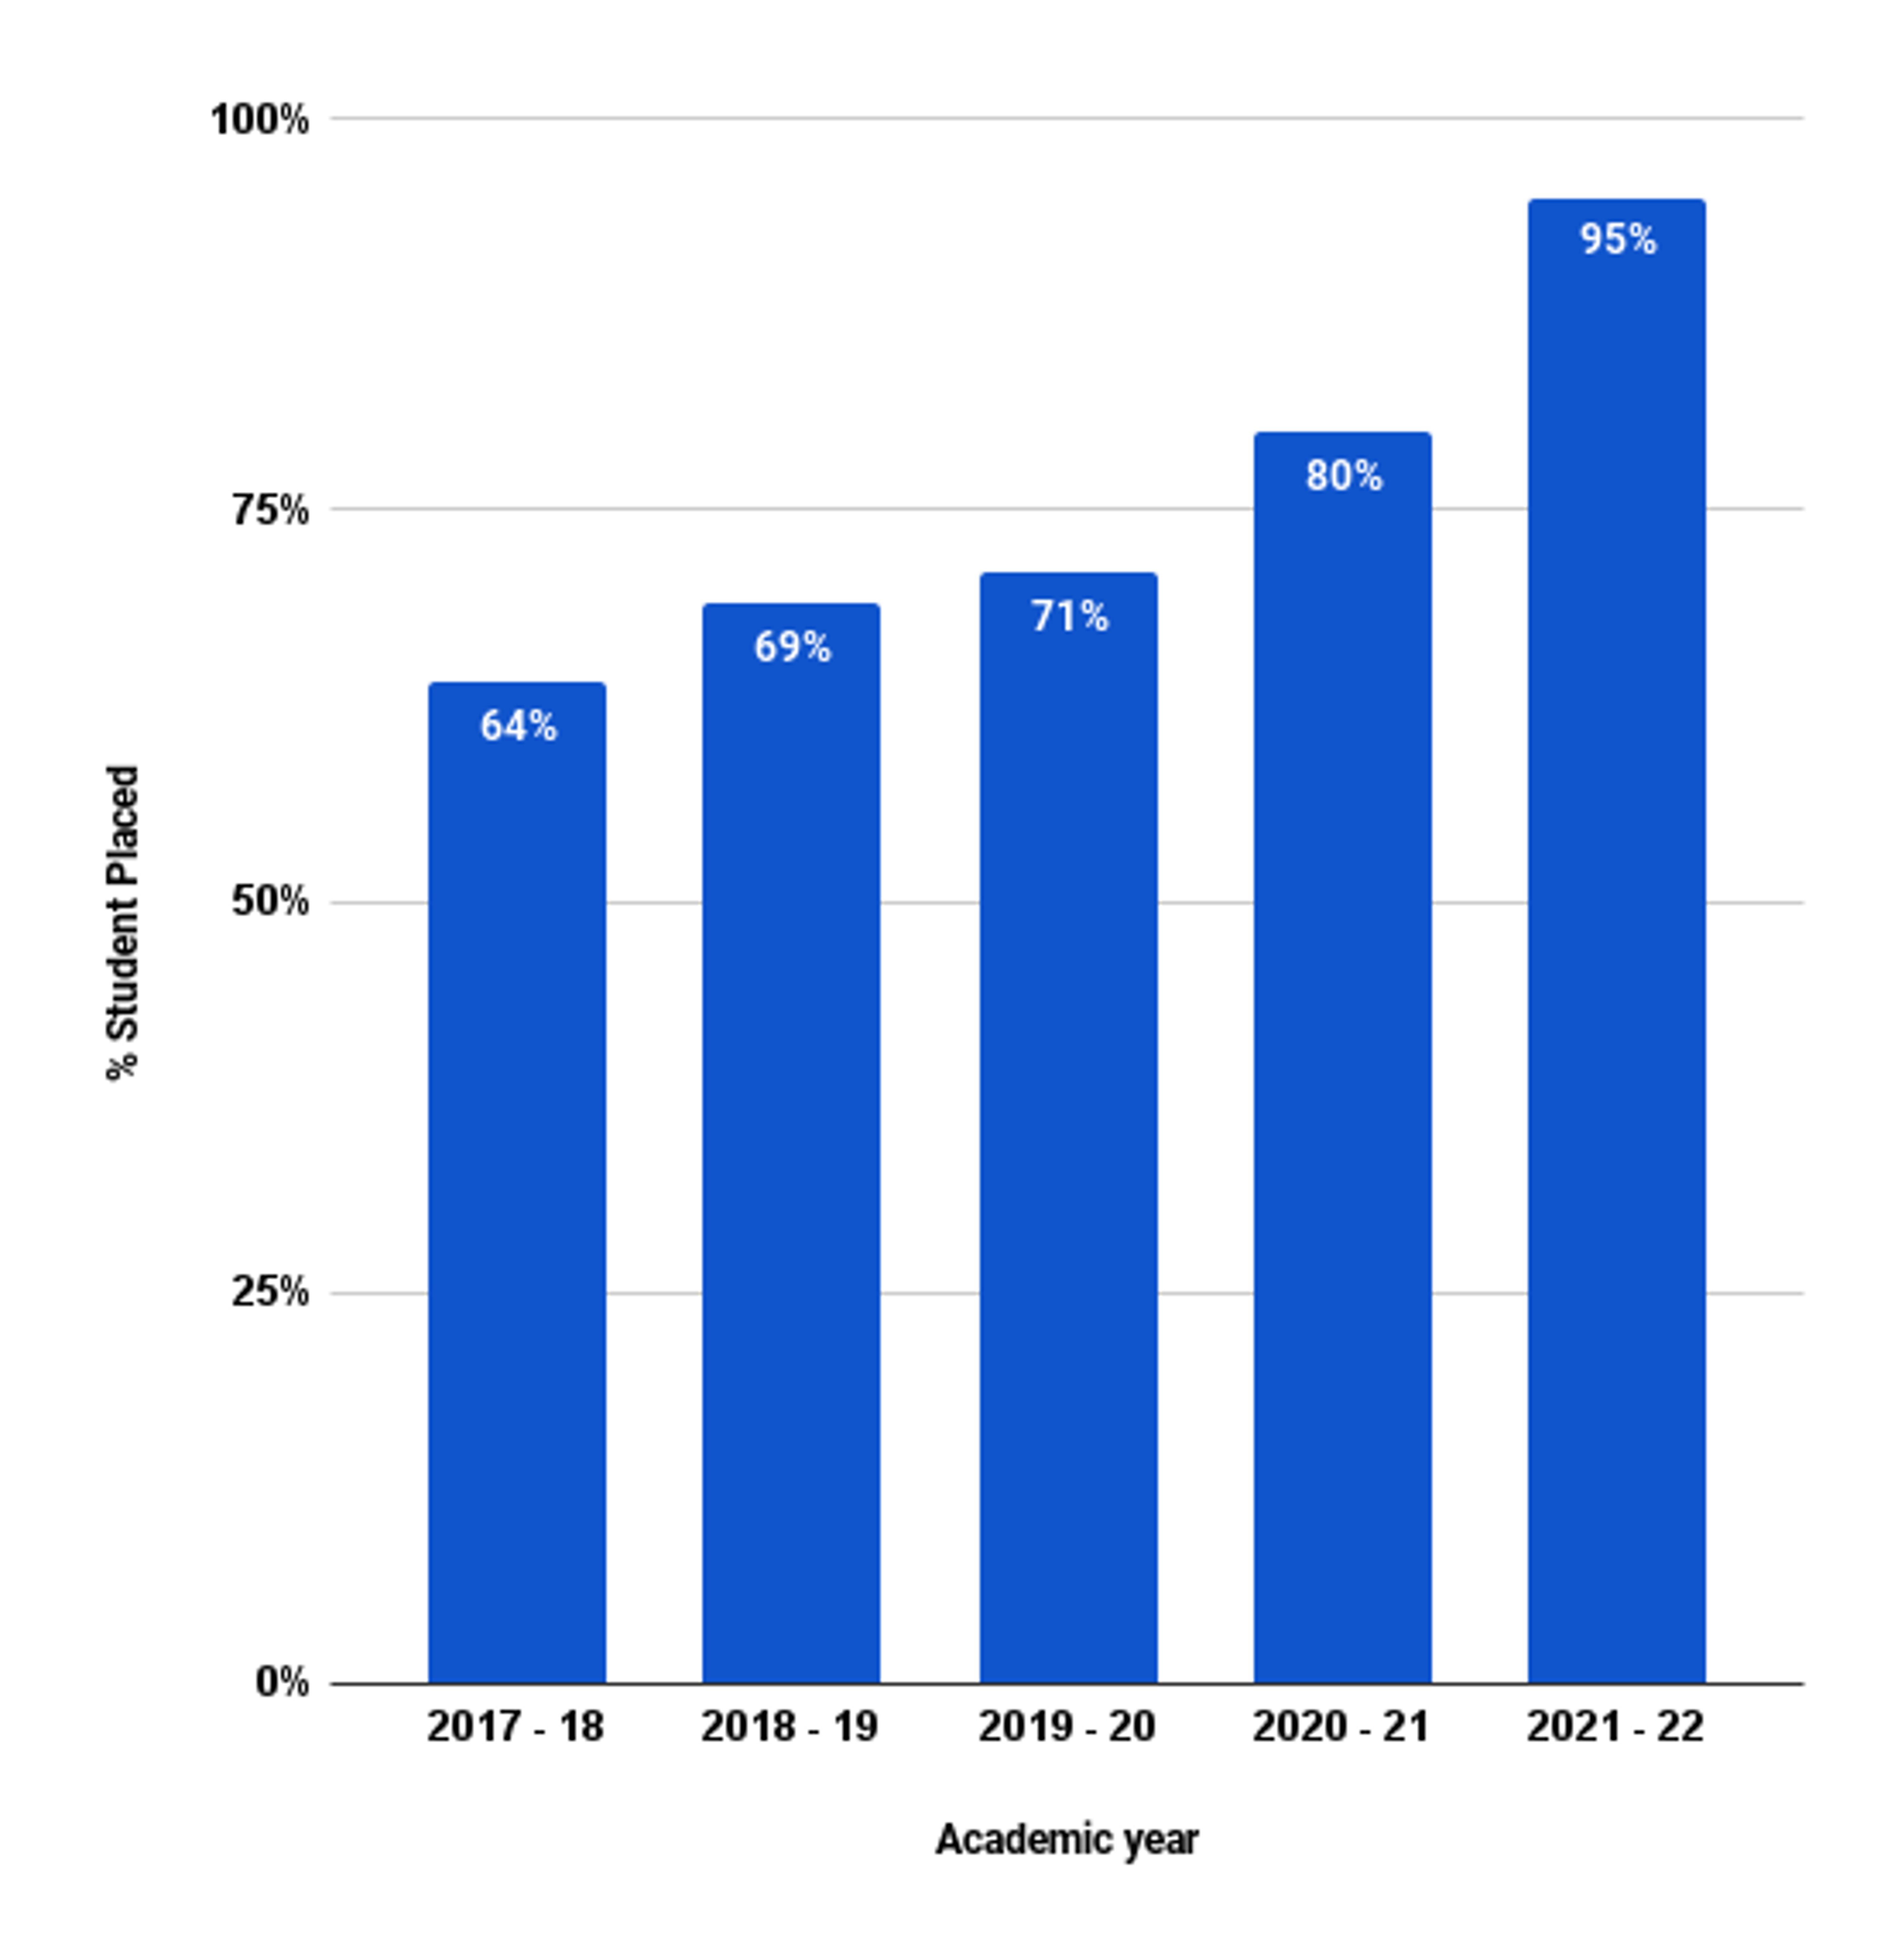 100%
75%
50%
25%
0%
% Student Placed
64%
69%
71%
80%
95%
2017 - 18
2018 - 19
2019 - 20
2020 - 21
2021 - 22
Academic year